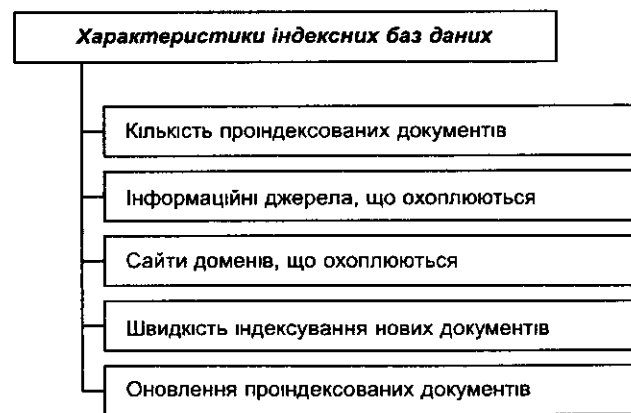 Характеристики індексних баз даних
Кількість проіндексованих документів
Інформаційні джерела, що охоплюються
Сайти доменів, що охоплюються
Швидкість індексування нових документів
Оновлення проіндексованих документів